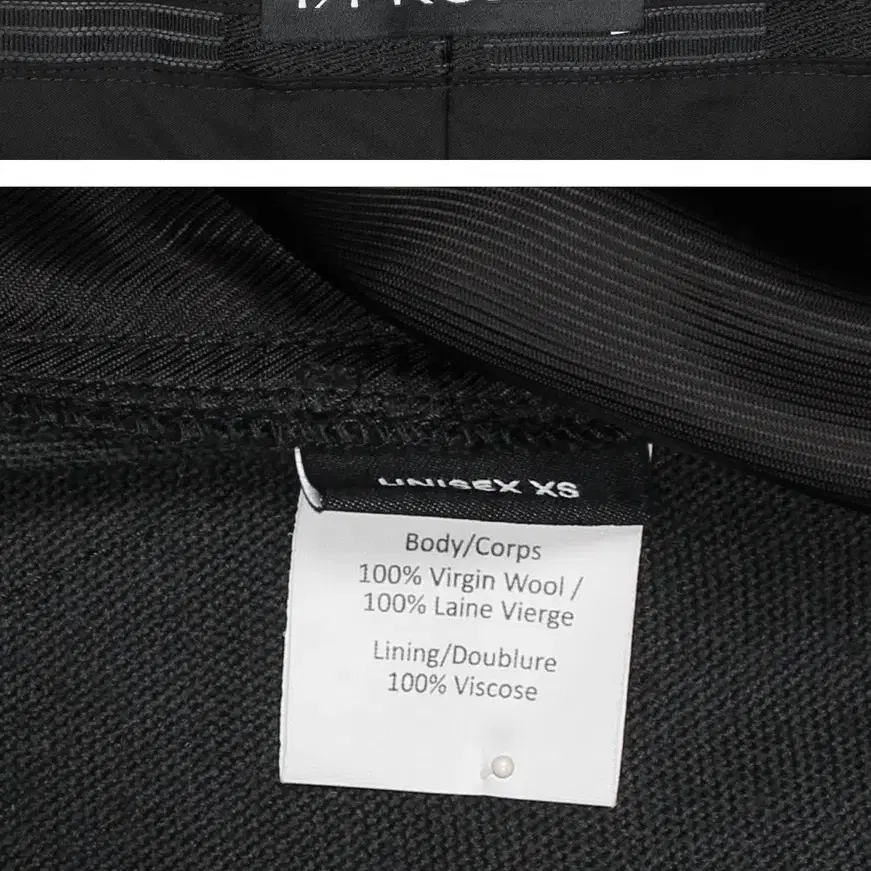 UNISEX XS
Body/Corps
100% Virgin Wool /
100% Laine Vierge
Lining/Doublure
100% Viscose